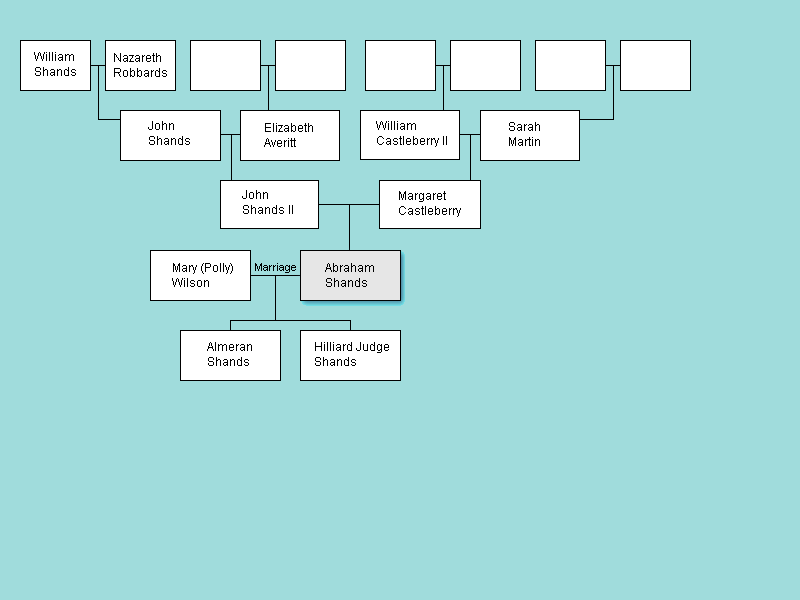 William
Shands
Nazareth
Robbards
John
Shands
Elizabeth
Averitt
William
Castleberry II
Sarah
Martin
John
Shands II
Margaret
Castleberry
Mary (Polly)
Wilson
Marriage
Abraham
Shands
Almeran
Shands
Hilliard Judge
Shands